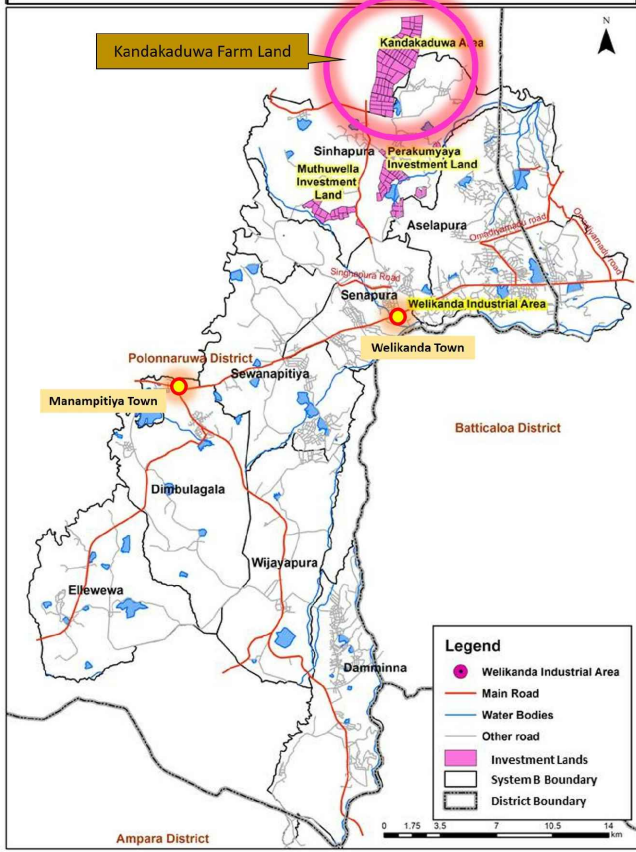 N
Kandakaduwa Farm Land
Kandakaduwa Area
Sinhapura
Perakumyaya
Investment Land
Muthuwella
Investment
Land
Aselapura
Omadiyamadu road
Omadiyamadu road
Singhapura Road
Senapura
Welikanda Industrial Area
Welikanda Town
Polonnaruwa District
Sewanapitiya
Manampitiya Town
Batticaloa District
Dimbulagala
Wijayapura
Ellewewa
Damminna
Legend
Welikanda Industrial Area
Main Road
Water Bodies
Other road
Investment Lands
System B Boundary
District Boundary
0 1.75 3.5 7 10.5 14
km
Ampara District